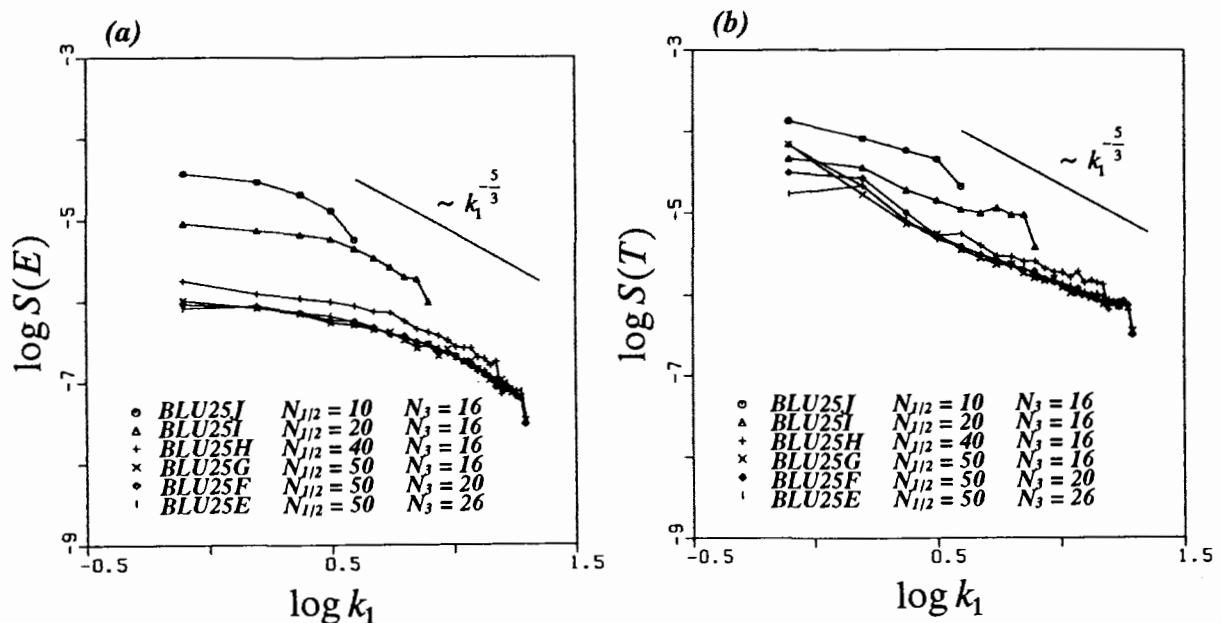 (a)
-3
-5
-7
-9
-0.5
0.5
1.5
log S(E)
log k₁
~ k₁^{-5/3}
BLU25J N₁/₂ = 10 N₃ = 16
BLU25I N₁/₂ = 20 N₃ = 16
BLU25H N₁/₂ = 40 N₃ = 16
BLU25G N₁/₂ = 50 N₃ = 16
BLU25F N₁/₂ = 50 N₃ = 20
BLU25E N₁/₂ = 50 N₃ = 26
(b)
-3
-5
-7
-9
-0.5
0.5
1.5
log S(T)
log k₁
~ k₁^{-5/3}
BLU25J N₁/₂ = 10 N₃ = 16
BLU25I N₁/₂ = 20 N₃ = 16
BLU25H N₁/₂ = 40 N₃ = 16
BLU25G N₁/₂ = 50 N₃ = 16
BLU25F N₁/₂ = 50 N₃ = 20
BLU25E N₁/₂ = 50 N₃ = 26